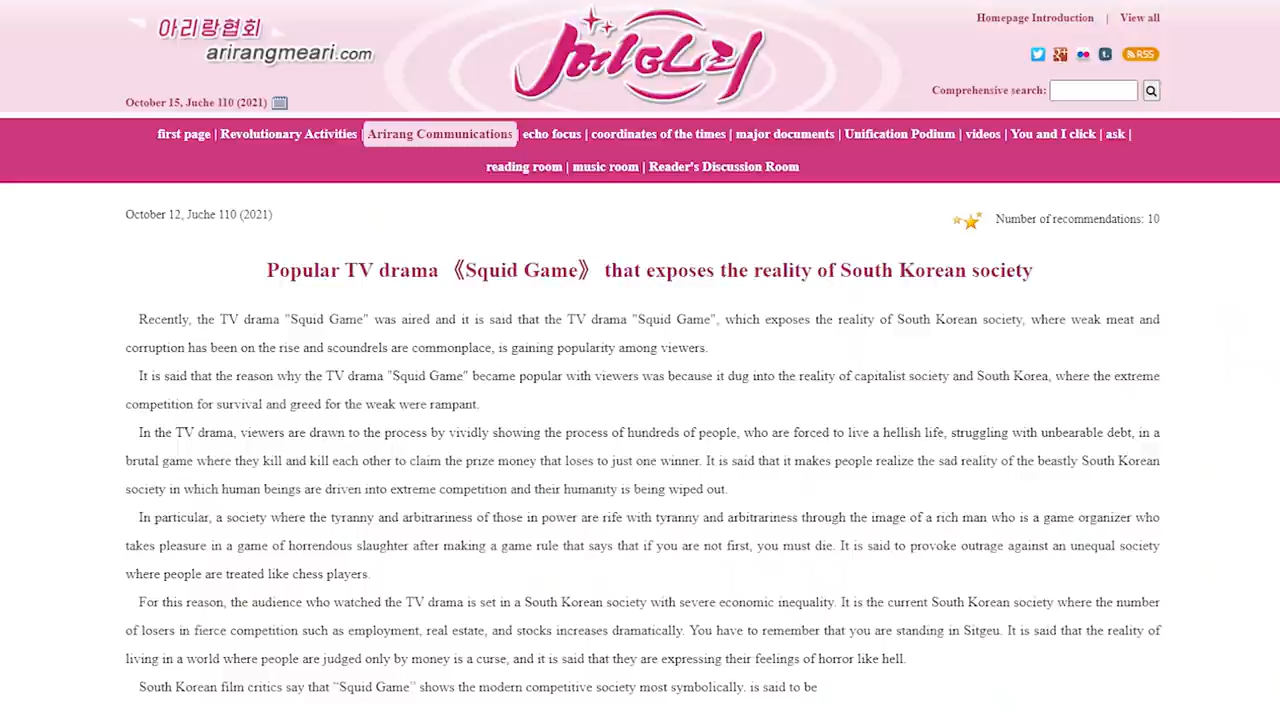 아리랑협회
arirangmeari.com
메아리
Homepage Introduction | View all
RSS
Comprehensive search:
October 15, Juche 110 (2021)
first page | Revolutionary Activities | Arirang Communications | echo focus | coordinates of the times | major documents | Unification Podium | videos | You and I click | ask |
reading room | music room | Reader's Discussion Room
October 12, Juche 110 (2021)
Number of recommendations: 10
Popular TV drama 《Squid Game》 that exposes the reality of South Korean society
Recently, the TV drama "Squid Game" was aired and it is said that the TV drama "Squid Game", which exposes the reality of South Korean society, where weak meat and
corruption has been on the rise and scoundrels are commonplace, is gaining popularity among viewers.
It is said that the reason why the TV drama "Squid Game" became popular with viewers was because it dug into the reality of capitalist society and South Korea, where the extreme
competition for survival and greed for the weak were rampant.
In the TV drama, viewers are drawn to the process by vividly showing the process of hundreds of people, who are forced to live a hellish life, struggling with unbearable debt, in a
brutal game where they kill and kill each other to claim the prize money that loses to just one winner. It is said that it makes people realize the sad reality of the beastly South Korean
society in which human beings are driven into extreme competition and their humanity is being wiped out.
In particular, a society where the tyranny and arbitrariness of those in power are rife with tyranny and arbitrariness through the image of a rich man who is a game organizer who
takes pleasure in a game of horrendous slaughter after making a game rule that says that if you are not first, you must die. It is said to provoke outrage against an unequal society
where people are treated like chess players.
For this reason, the audience who watched the TV drama is set in a South Korean society with severe economic inequality. It is the current South Korean society where the number
of losers in fierce competition such as employment, real estate, and stocks increases dramatically. You have to remember that you are standing in Sitgeu. It is said that the reality of
living in a world where people are judged only by money is a curse, and it is said that they are expressing their feelings of horror like hell.
South Korean film critics say that "Squid Game" shows the modern competitive society most symbolically. is said to be